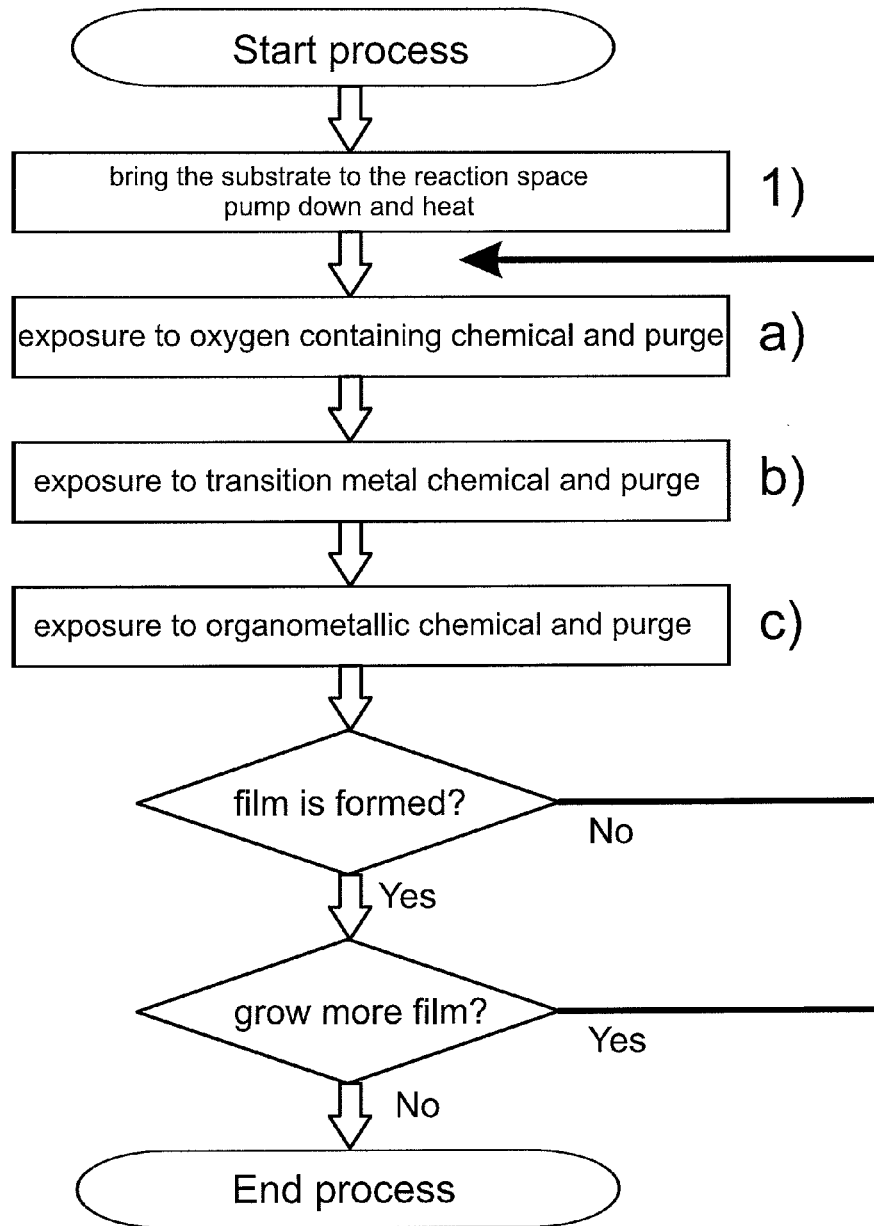 Start process
bring the substrate to the reaction space
pump down and heat
1)
exposure to oxygen containing chemical and purge
a)
exposure to transition metal chemical and purge
b)
exposure to organometallic chemical and purge
c)
film is formed?
No
Yes
grow more film?
Yes
No
End process